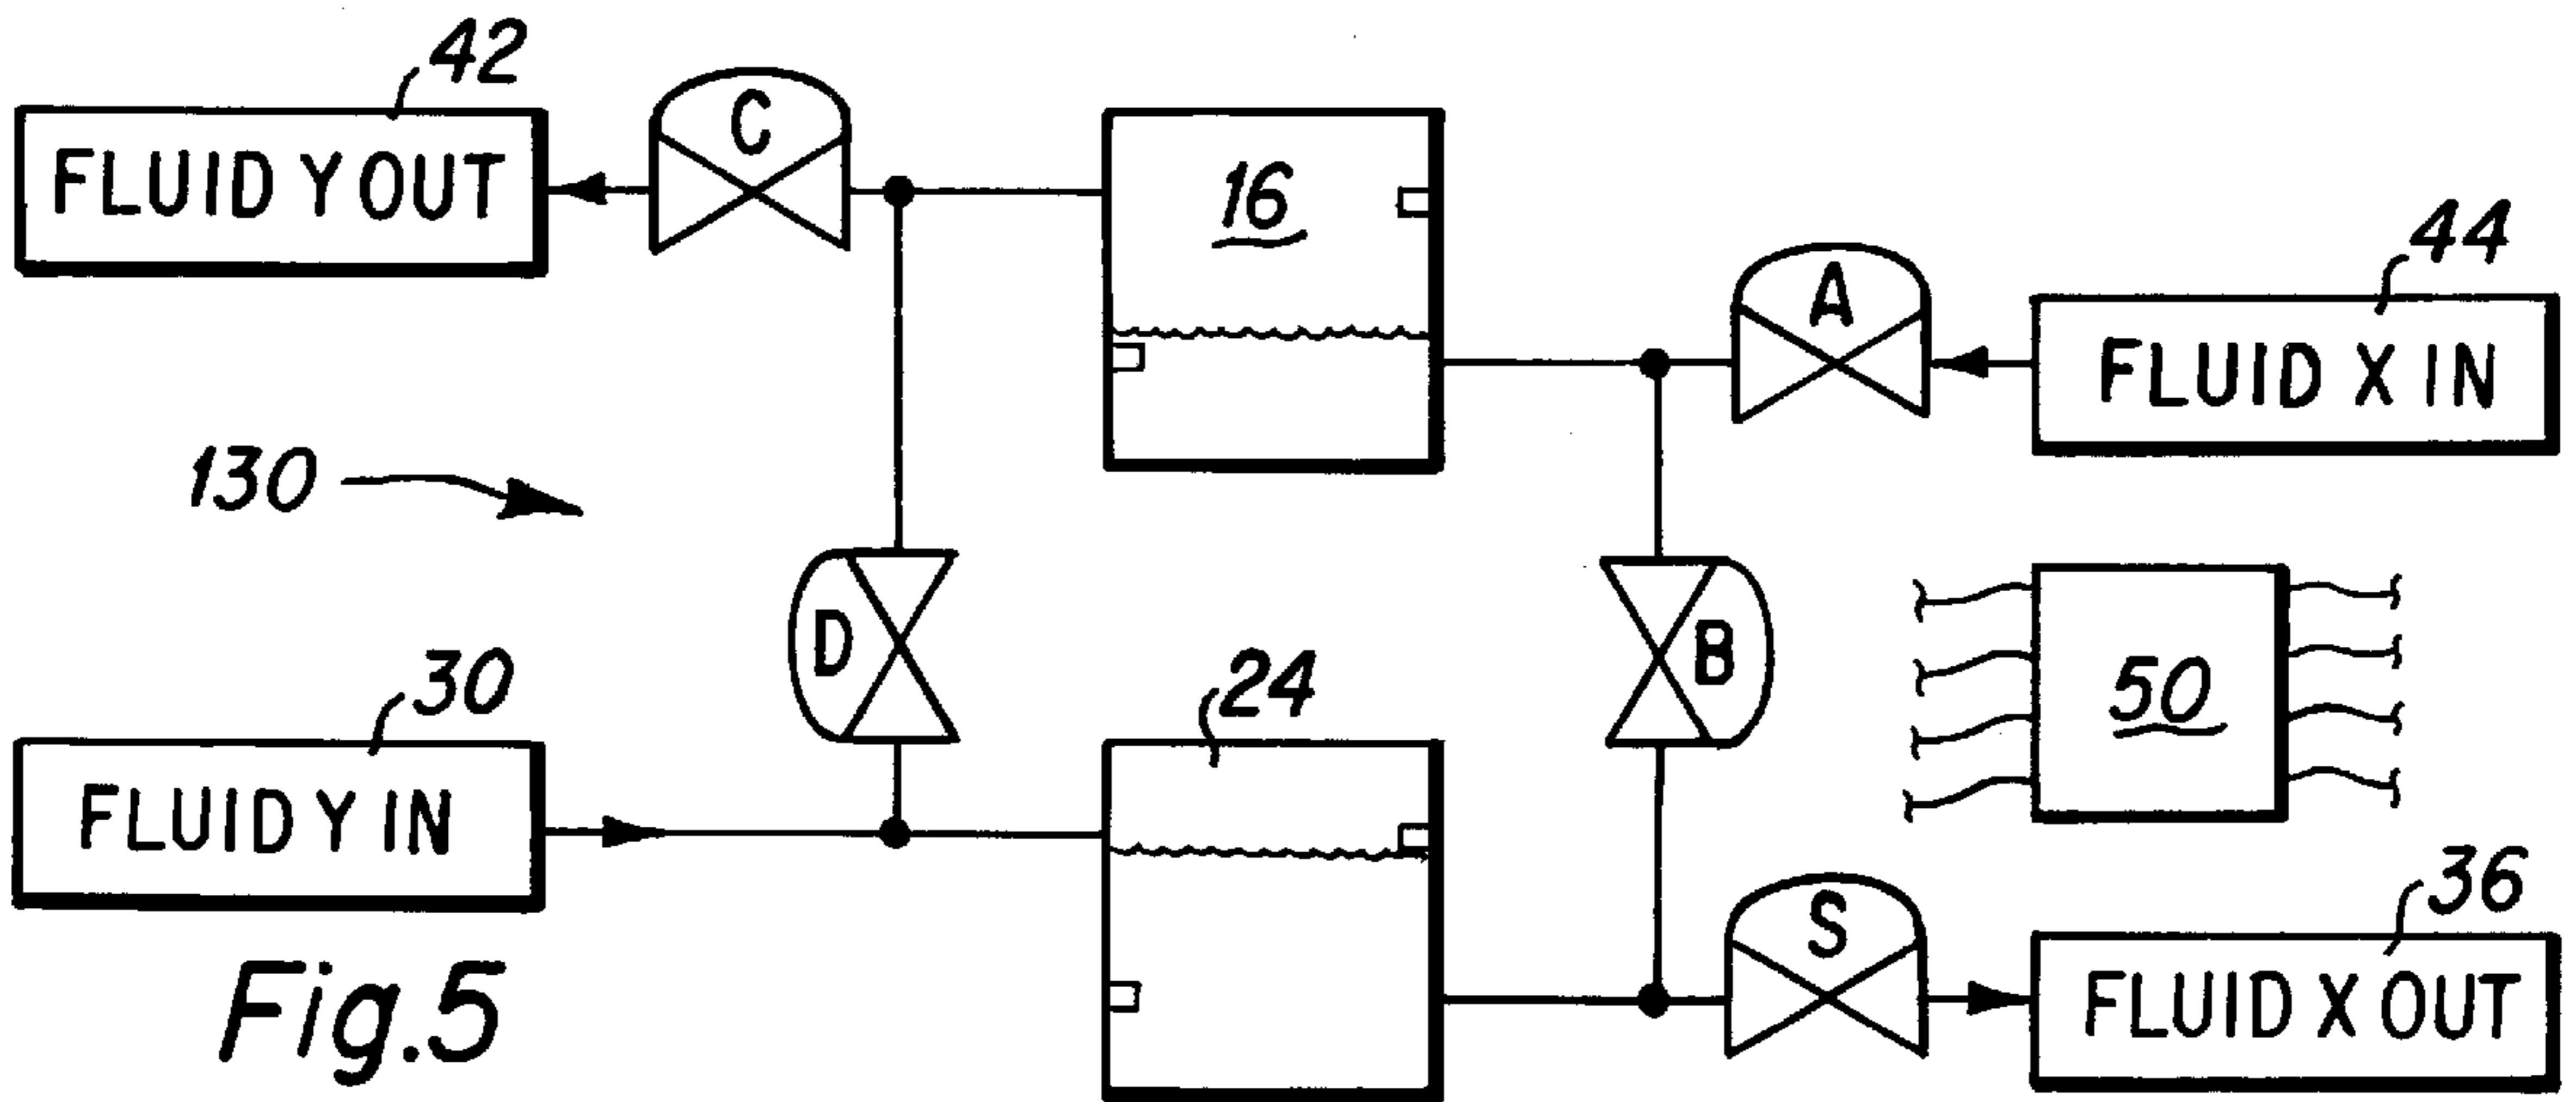 42
FLUID Y OUT
C
16
A
44
FLUID X IN
130
D
B
30
FLUID Y IN
24
50
S
36
FLUID X OUT
Fig.5